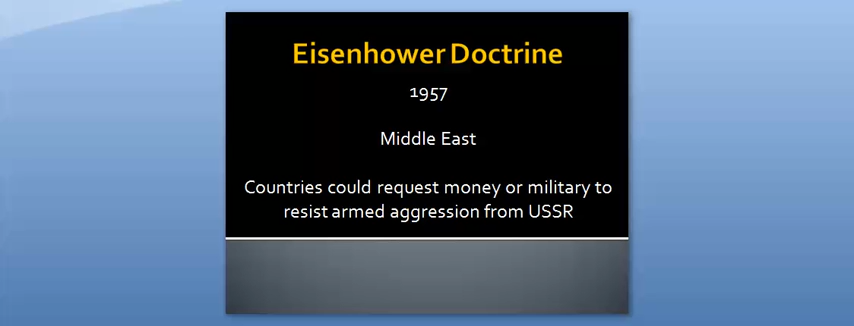 Eisenhower Doctrine
1957
Middle East
Countries could request money or military to
resist armed aggression from USSR